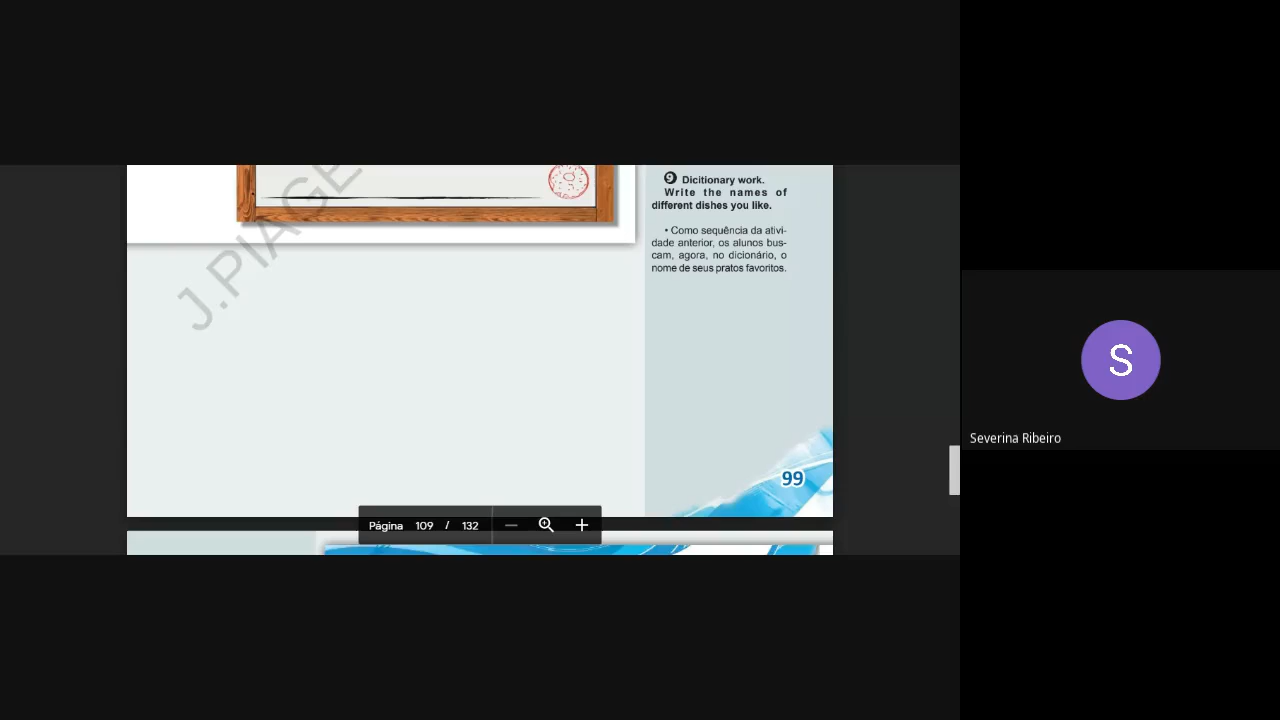 J.PIAGE
9 Dicitionary work.
Write the names of
different dishes you like.
• Como sequência da ativi-
dade anterior, os alunos bus-
cam, agora, no dicionário, o
nome de seus pratos favoritos.
99
Página 109 / 132
S
Severina Ribeiro